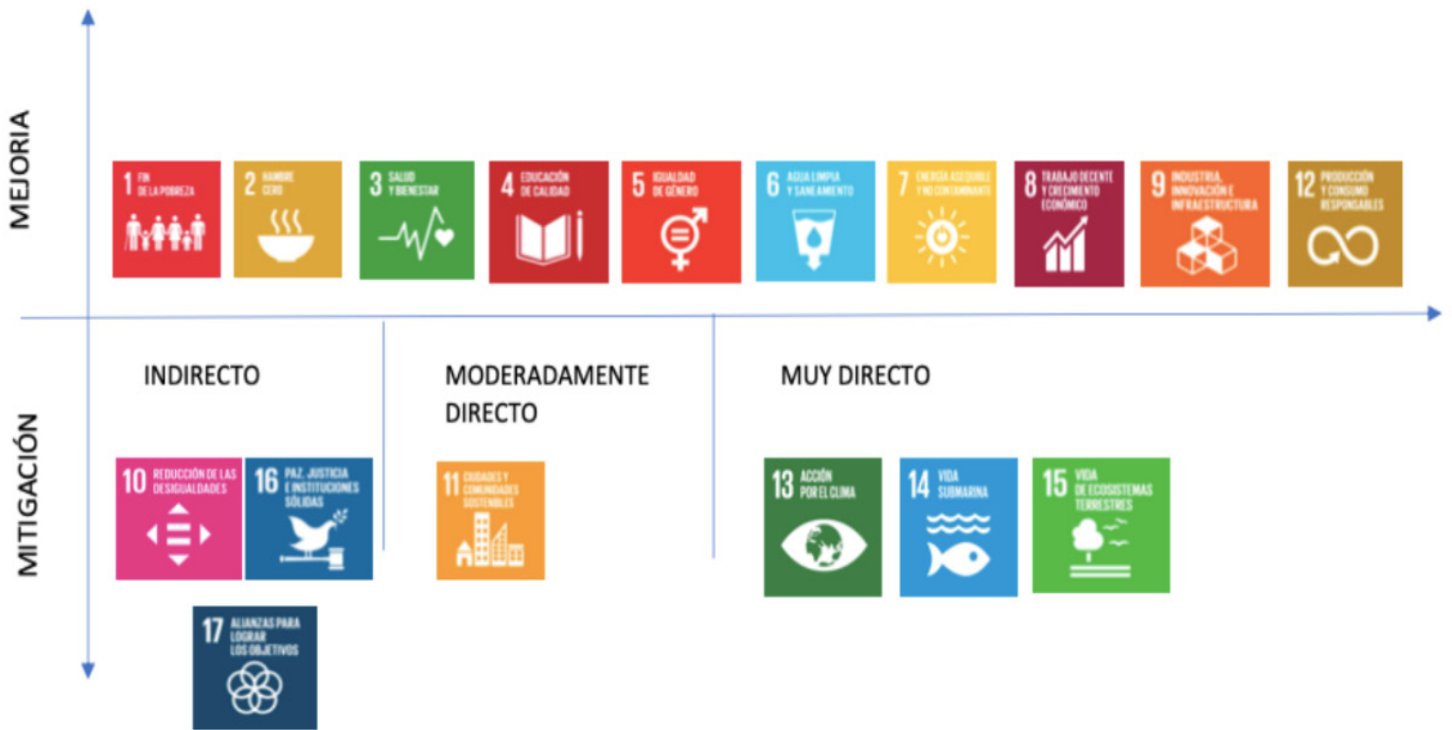 MEJORIA
1 FIN
DE LA POBREZA
2 HAMBRE
CERO
3 SALUD
Y BIENESTAR
4 EDUCACIÓN
DE CALIDAD
5 IGUALDAD
DE GÉNERO
6 AGUA LIMPIA
Y SANEAMIENTO
7 ENERGÍA ASEQUIBLE
Y NO CONTAMINANTE
8 TRABAJO DECENTE
Y CRECIMIENTO
ECONÓMICO
9 INDUSTRIA,
INNOVACIÓN E
INFRAESTRUCTURA
12 PRODUCCIÓN
Y CONSUMO
RESPONSABLES
INDIRECTO
MODERADAMENTE
DIRECTO
MUY DIRECTO
MITIGACIÓN
10 REDUCCIÓN DE LAS
DESIGUALDADES
16 PAZ, JUSTICIA
E INSTITUCIONES
SÓLIDAS
11 CIUDADES Y
COMUNIDADES
SOSTENIBLES
13 ACCIÓN
POR EL CLIMA
14 VIDA
SUBMARINA
15 VIDA
DE ECOSISTEMAS
TERRESTRES
17 ALIANZAS PARA
LOGRAR
LOS OBJETIVOS